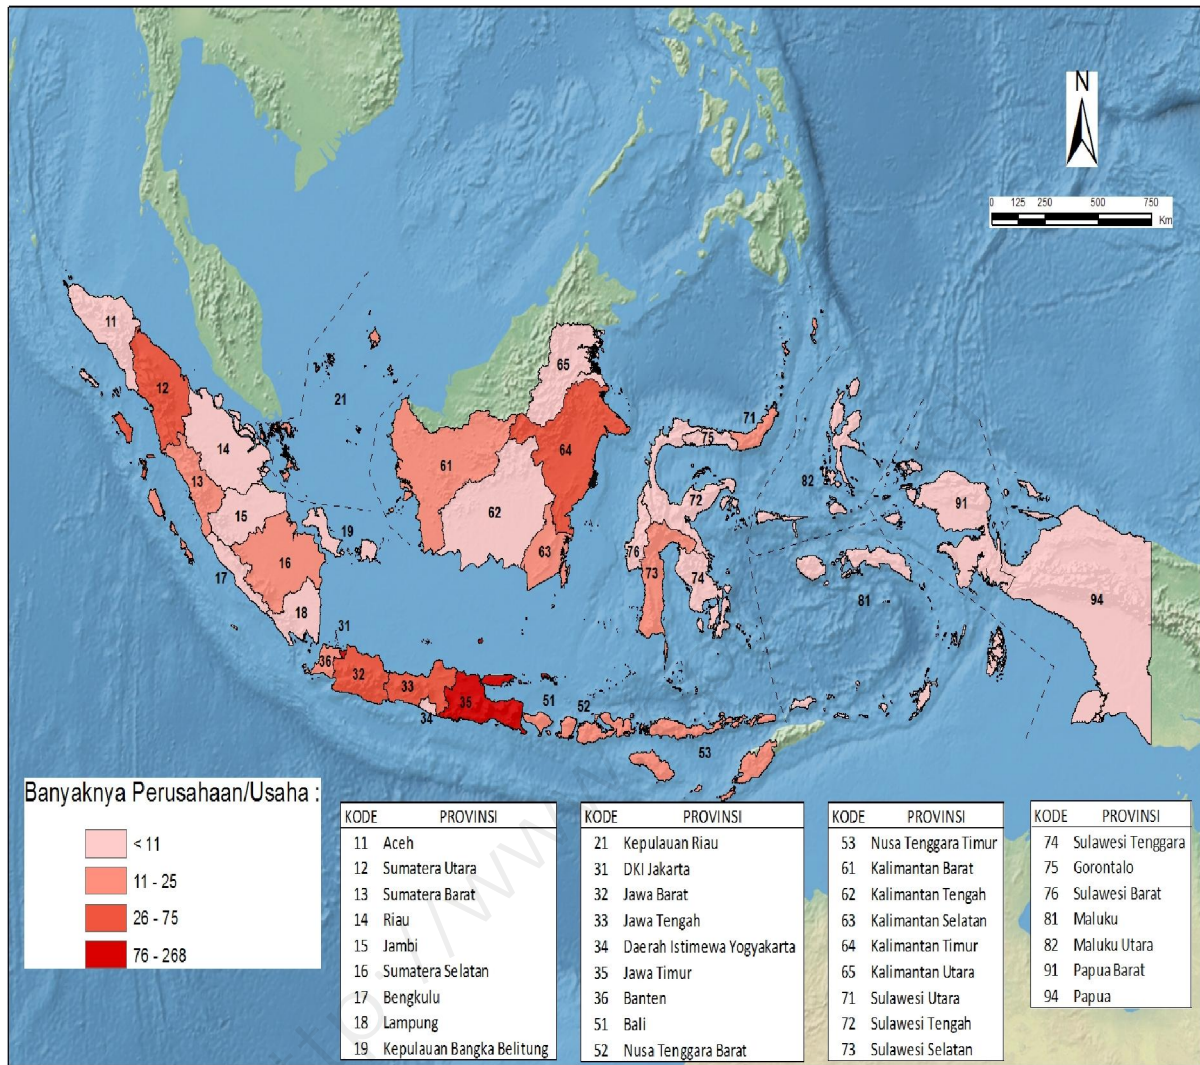 N
0 125 250 500 750
Km
11
12
65
21
71
75
14
64
61
13
82
72
91
15
62
19
16
63
76
73
74
17
18
94
81
31
36
32
33
35
34
51
52
53
Banyaknya Perusahaan/Usaha :
< 11
11 - 25
26 - 75
76 - 268
KODE PROVINSI
11 Aceh
12 Sumatera Utara
13 Sumatera Barat
14 Riau
15 Jambi
16 Sumatera Selatan
17 Bengkulu
18 Lampung
19 Kepulauan Bangka Belitung
KODE PROVINSI
21 Kepulauan Riau
31 DKI Jakarta
32 Jawa Barat
33 Jawa Tengah
34 Daerah Istimewa Yogyakarta
35 Jawa Timur
36 Banten
51 Bali
52 Nusa Tenggara Barat
KODE PROVINSI
53 Nusa Tenggara Timur
61 Kalimantan Barat
62 Kalimantan Tengah
63 Kalimantan Selatan
64 Kalimantan Timur
65 Kalimantan Utara
71 Sulawesi Utara
72 Sulawesi Tengah
73 Sulawesi Selatan
KODE PROVINSI
74 Sulawesi Tenggara
75 Gorontalo
76 Sulawesi Barat
81 Maluku
82 Maluku Utara
91 Papua Barat
94 Papua